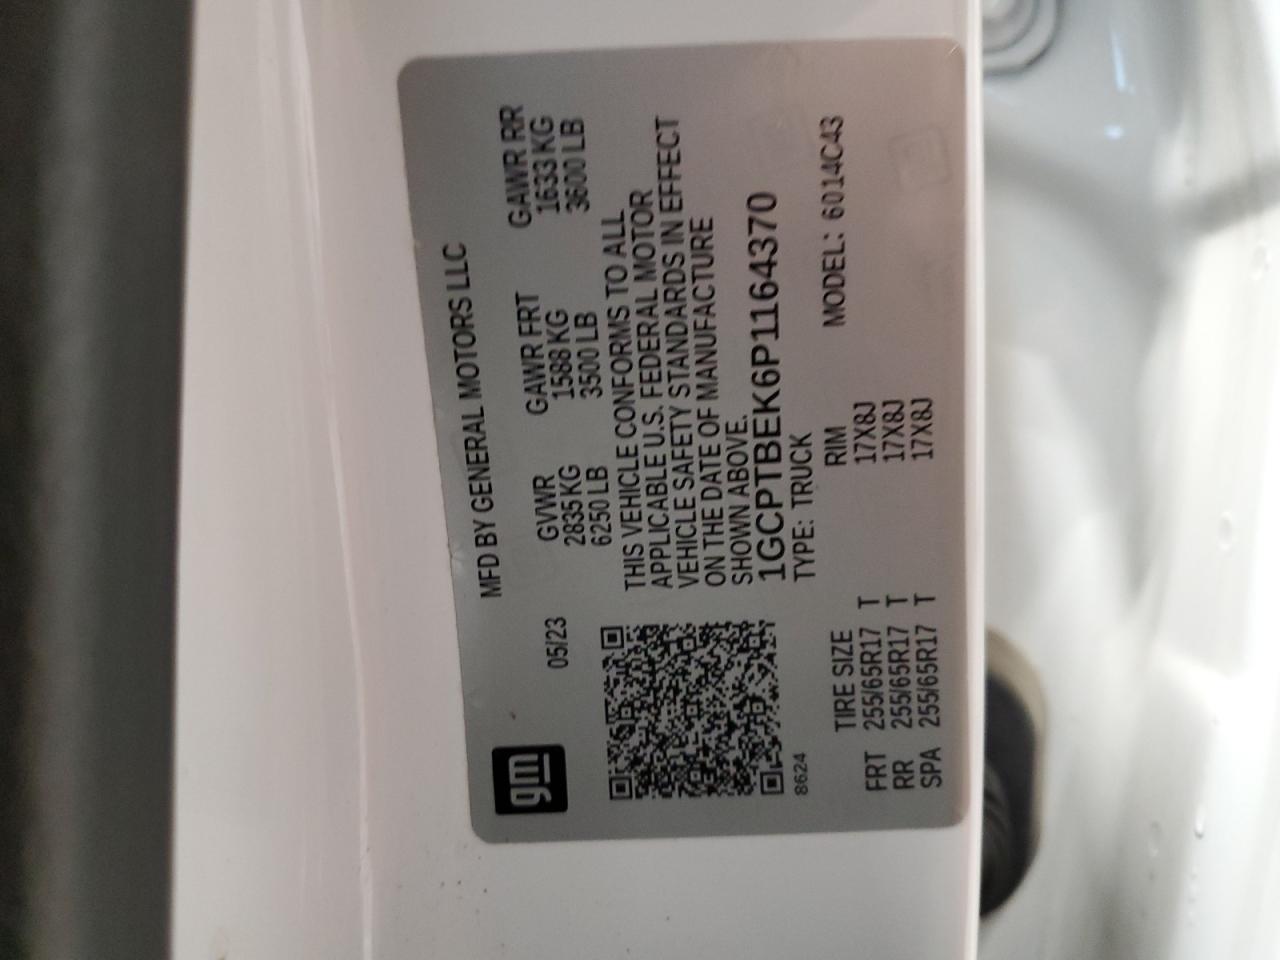 gm
MFD BY GENERAL MOTORS LLC
05/23
GVWR GAWR FRT GAWR RR
2835 KG 1588 KG 1633 KG
6250 LB 3500 LB 3600 LB
THIS VEHICLE CONFORMS TO ALL
APPLICABLE U.S. FEDERAL MOTOR
VEHICLE SAFETY STANDARDS IN EFFECT
ON THE DATE OF MANUFACTURE
SHOWN ABOVE.
1GCPTBEK6P1164370
8624
TYPE: TRUCK
MODEL: 6014C43
TIRE SIZE RIM
FRT 255/65R17 T 17X8J
RR 255/65R17 T 17X8J
SPA 255/65R17 T 17X8J